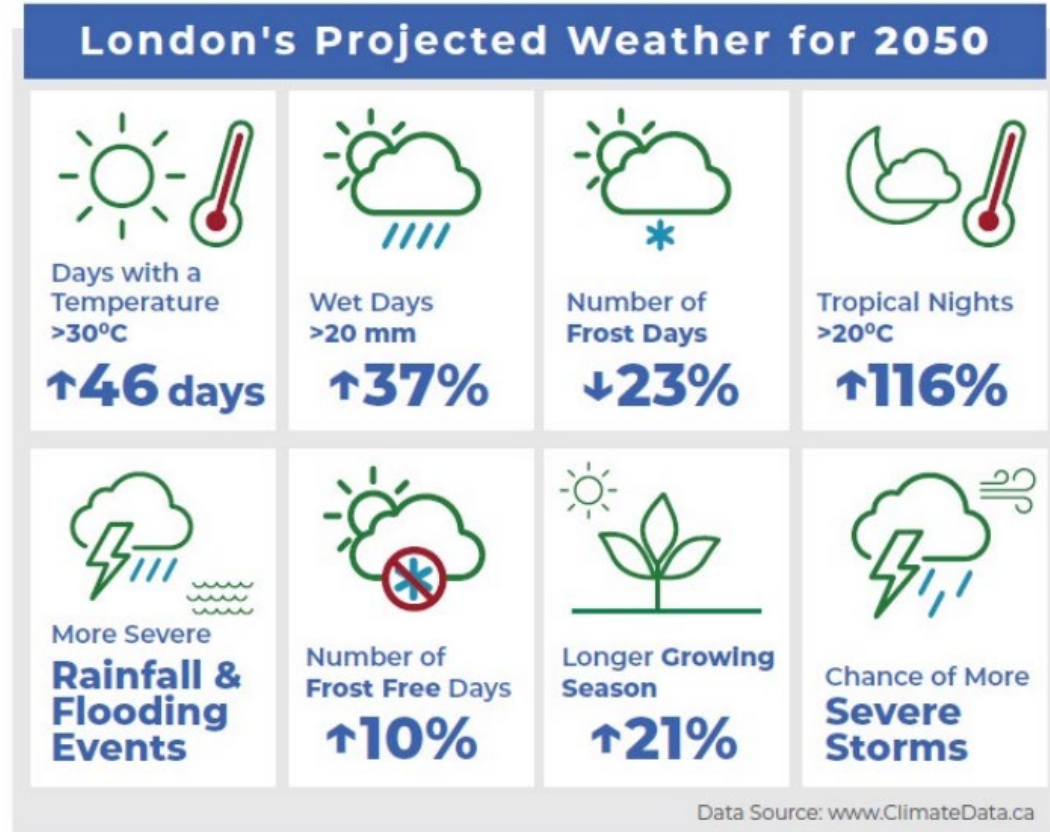 London's Projected Weather for 2050
Days with a
Temperature
>30⁰C
↑46 days
Wet Days
>20 mm
↑37%
Number of
Frost Days
↓23%
Tropical Nights
>20⁰C
↑116%
More Severe
Rainfall &
Flooding
Events
Number of
Frost Free Days
↑10%
Longer Growing
Season
↑21%
Chance of More
Severe
Storms
Data Source: www.ClimateData.ca